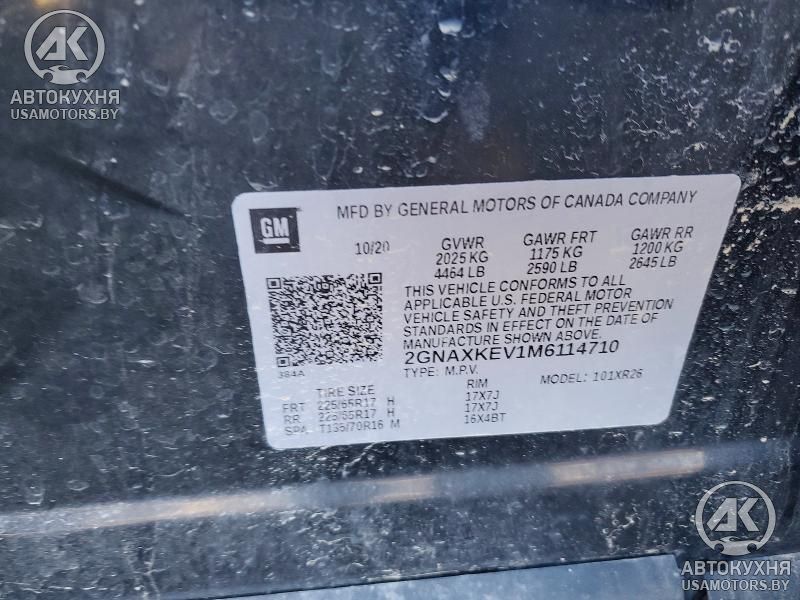 AK
АВТОКУХНЯ
USAMOTORS.BY
GM
MFD BY GENERAL MOTORS OF CANADA COMPANY
10/20 GVWR GAWR FRT GAWR RR
2025 KG 1175 KG 1200 KG
4464 LB 2590 LB 2645 LB
THIS VEHICLE CONFORMS TO ALL
APPLICABLE U.S. FEDERAL MOTOR
VEHICLE SAFETY AND THEFT PREVENTION
STANDARDS IN EFFECT ON THE DATE OF
MANUFACTURE SHOWN ABOVE.
2GNAXKEV1M6114710
384A
TYPE: M.P.V. MODEL: 101XR26
TIRE SIZE RIM
FRT 225/65R17 H 17X7J
RR 225/65R17 H 17X7J
SPA T135/70R16 M 16X4BT
AK
АВТОКУХНЯ
USAMOTORS.BY